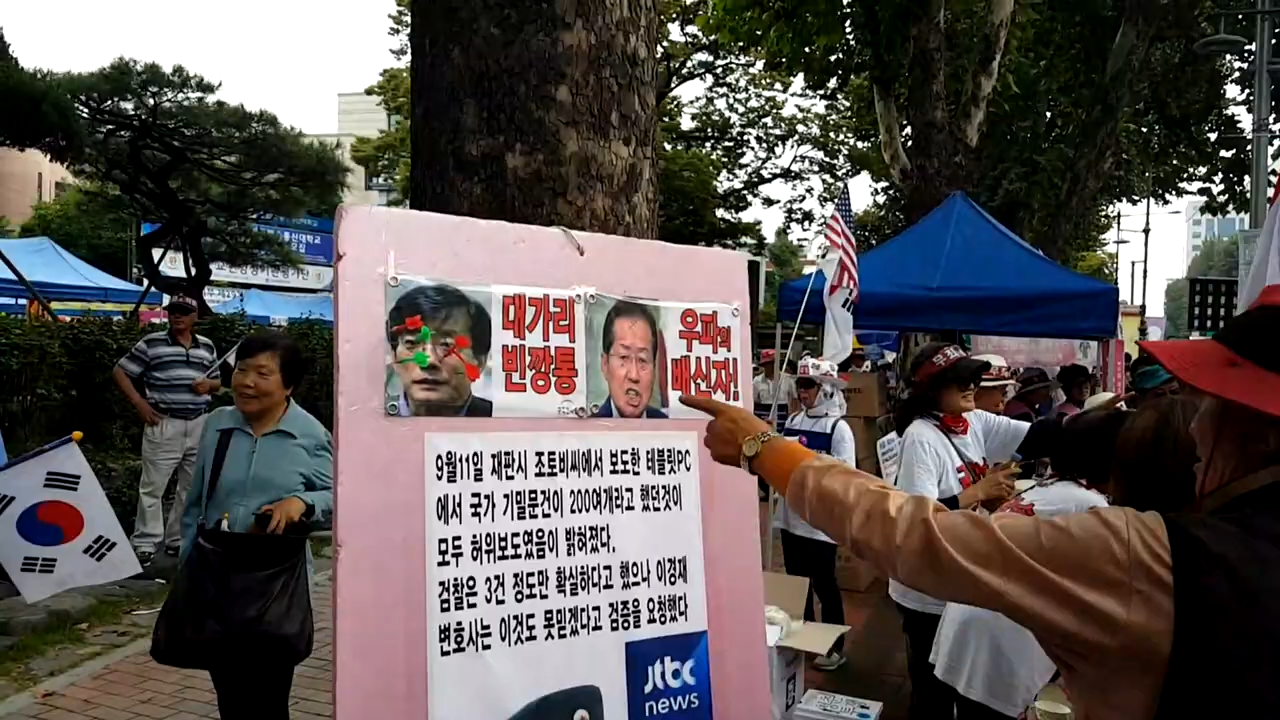 대가리
빈깡통
우파의
배신자!
9월11일 재판시 조토비씨에서 보도한 테블릿PC
에서 국가 기밀문건이 200여개라고 했던것이
모두 허위보도였음이 밝혀졌다.
검찰은 3건 정도만 확실하다고 했으나 이경재
변호사는 이것도 못믿겠다고 검증을 요청했다
jtbc
news